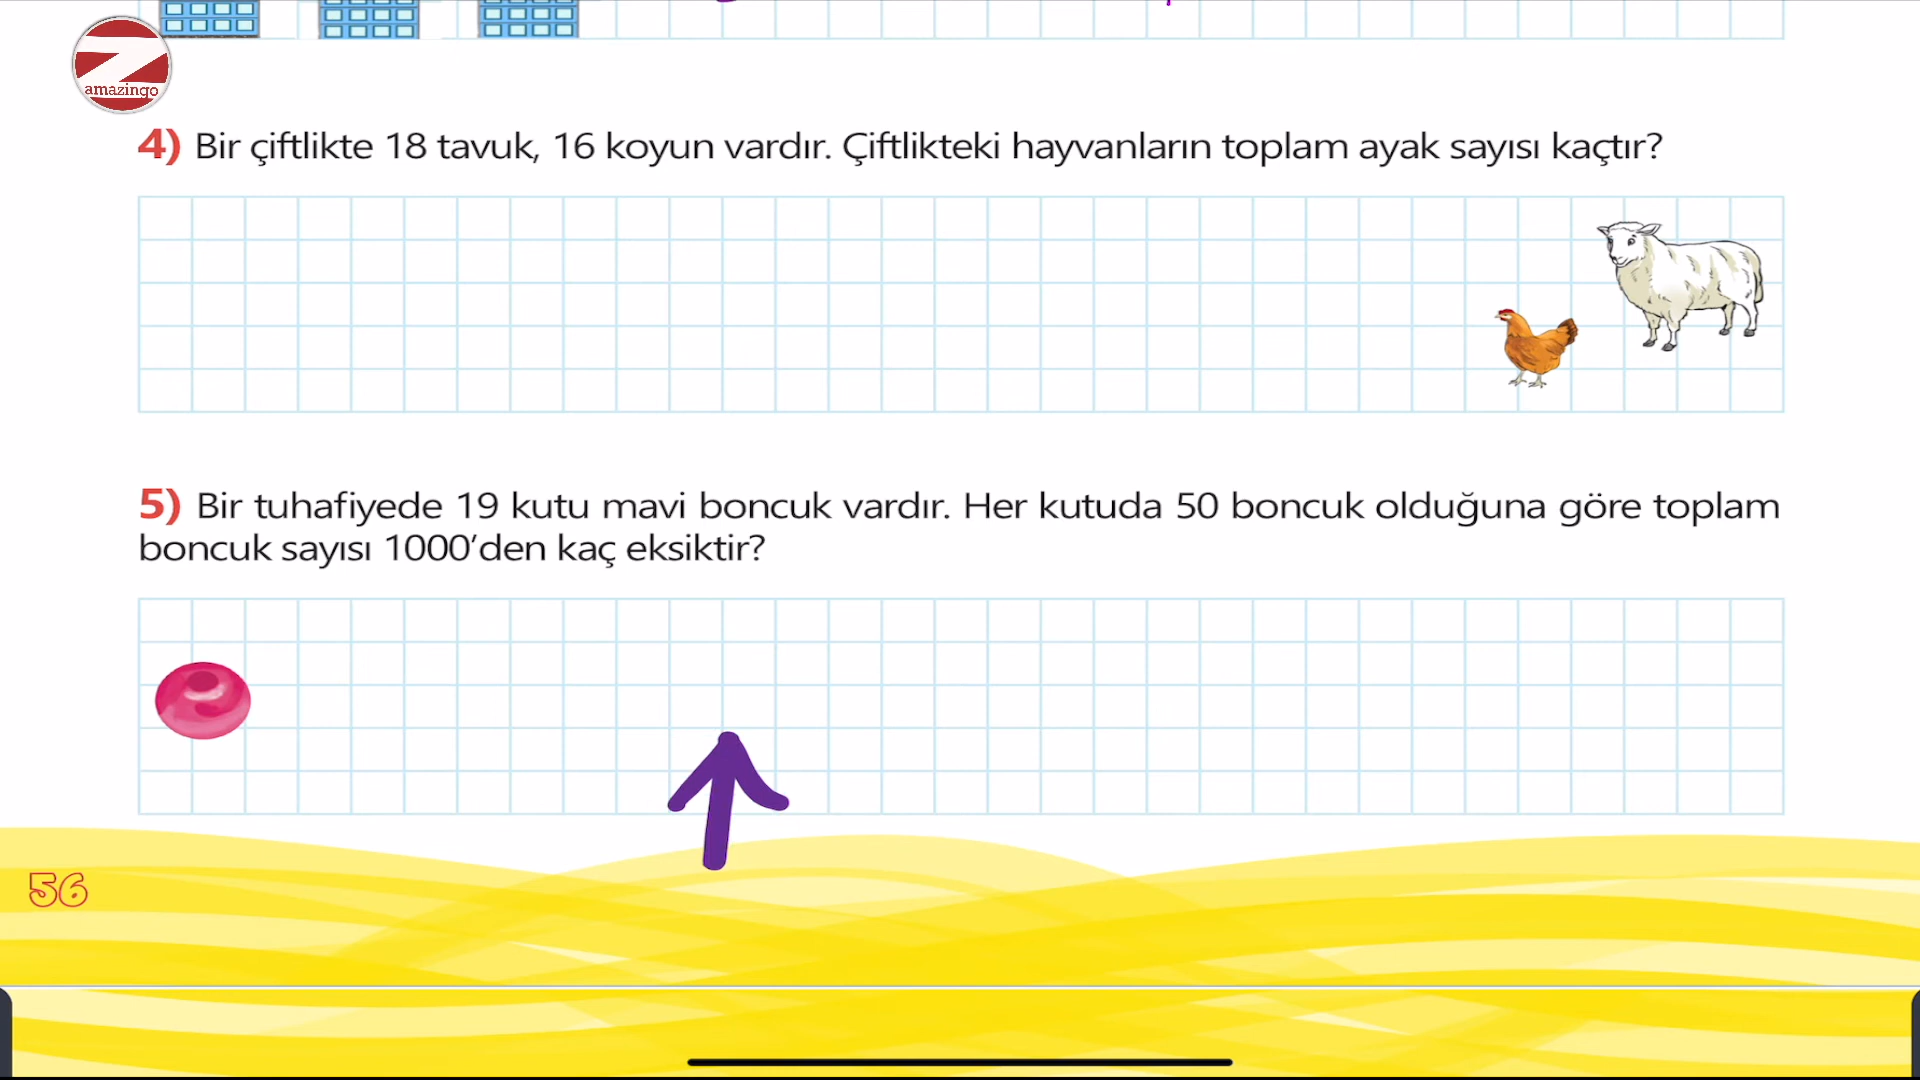 amazingo
4) Bir çiftlikte 18 tavuk, 16 koyun vardır. Çiftlikteki hayvanların toplam ayak sayısı kaçtır?
5) Bir tuhafiyede 19 kutu mavi boncuk vardır. Her kutuda 50 boncuk olduğuna göre toplam
boncuk sayısı 1000'den kaç eksiktir?
56